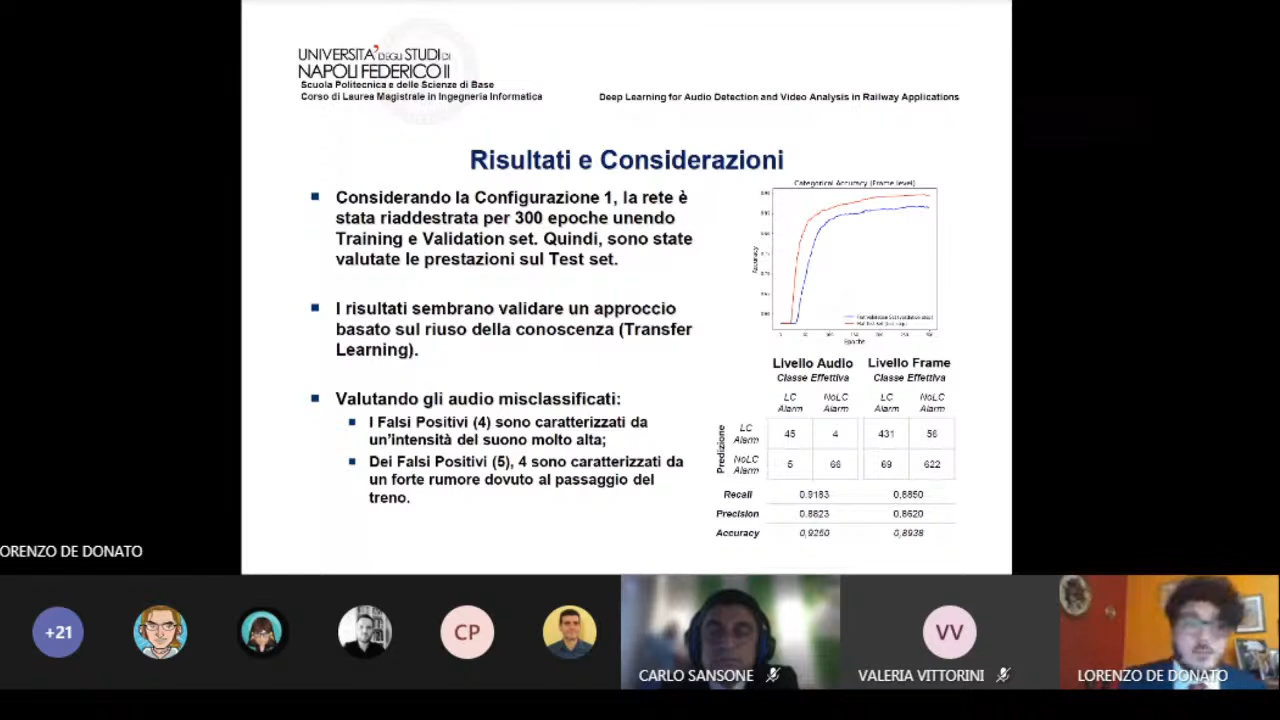 UNIVERSITA' DEGLI STUDI DI
NAPOLI FEDERICO II
Scuola Politecnica e delle Scienze di Base
Corso di Laurea Magistrale in Ingegneria Informatica
Deep Learning for Audio Detection and Video Analysis in Railway Applications
Risultati e Considerazioni
Considerando la Configurazione 1, la rete è
stata riaddestrata per 300 epoche unendo
Training e Validation set. Quindi, sono state
valutate le prestazioni sul Test set.
I risultati sembrano validare un approccio
basato sul riuso della conoscenza (Transfer
Learning).
Valutando gli audio misclassificati:
I Falsi Positivi (4) sono caratterizzati da
un'intensità del suono molto alta;
Dei Falsi Positivi (5), 4 sono caratterizzati da
un forte rumore dovuto al passaggio del
treno.
Categorical Accuracy (Frame level)
Accuracy
Epoche
Livello Audio Livello Frame
Classe Effettiva Classe Effettiva
LC NoLC LC NoLC
Alarm Alarm Alarm Alarm
Predizione
LC
Alarm
45 4 431 56
NoLC
Alarm
5 66 69 622
Recall 0.9183 0.8850
Precision 0.8823 0.8620
Accuracy 0,9250 0,8938
ORENZO DE DONATO
+21
CP
CARLO SANSONE
VV
VALERIA VITTORINI
LORENZO DE DONATO